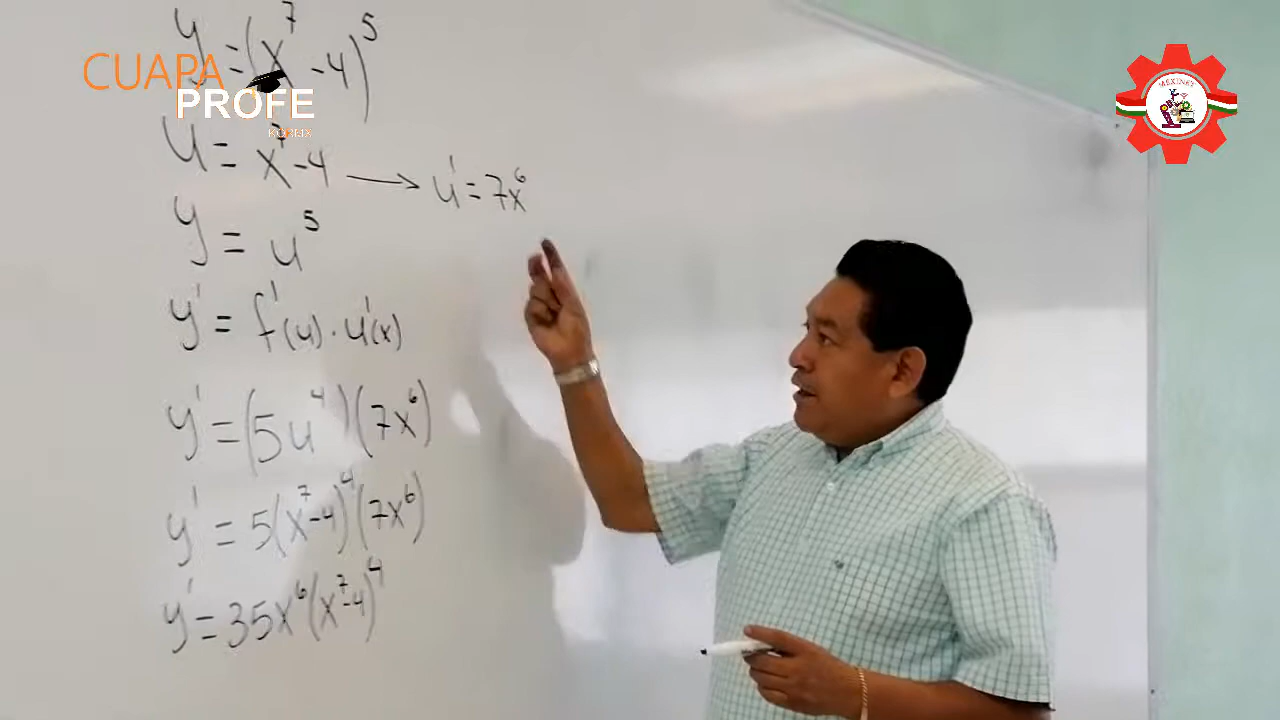 y = (x⁷ - 4)⁵
CUAPA
PROFE
u = x⁷ - 4 → u' = 7x⁶
y = u⁵
y' = f'(u) · u'(x)
y' = (5u⁴)(7x⁶)
y' = 5(x⁷-4)⁴(7x⁶)
y' = 35x⁶(x⁷-4)⁴